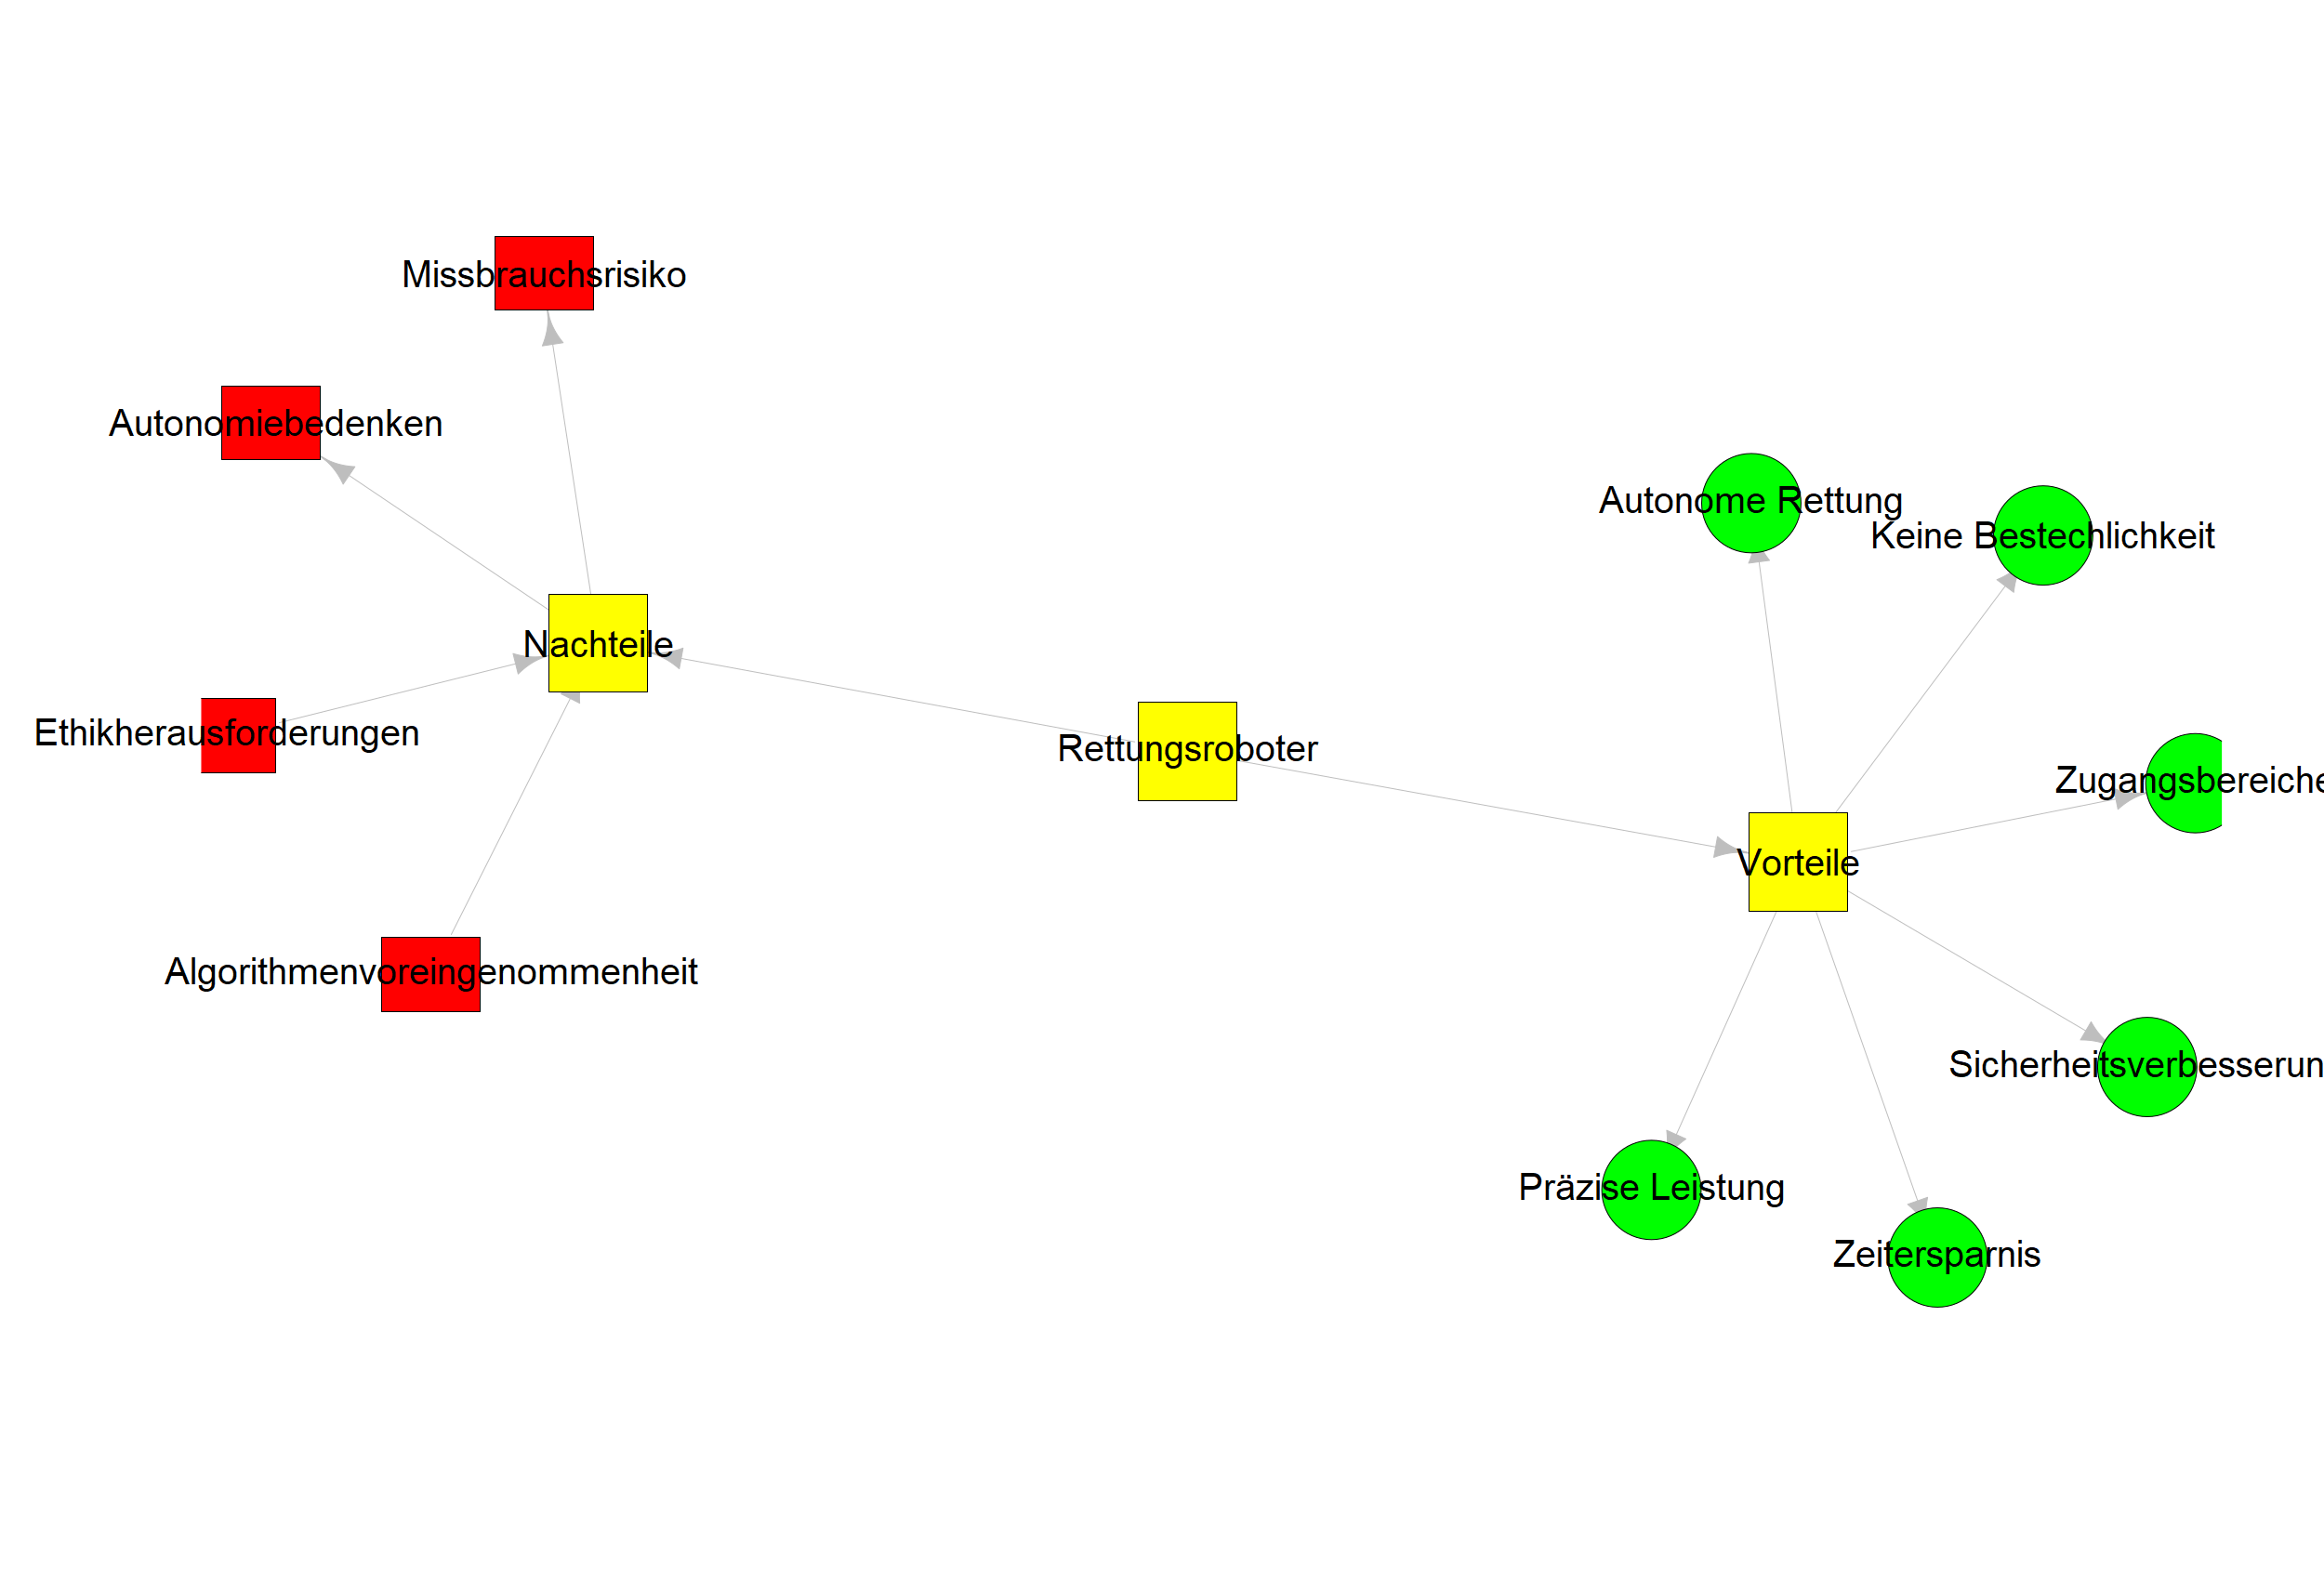 Missbrauchsrisiko
Autonomiebedenken
Autonome Rettung
Keine Bestechlichkeit
Nachteile
Ethikherausforderungen
Rettungsroboter
Zugangsbereiche
Vorteile
Algorithmenvoreingenommenheit
Sicherheitsverbesserun
Präzise Leistung
Zeitersparnis